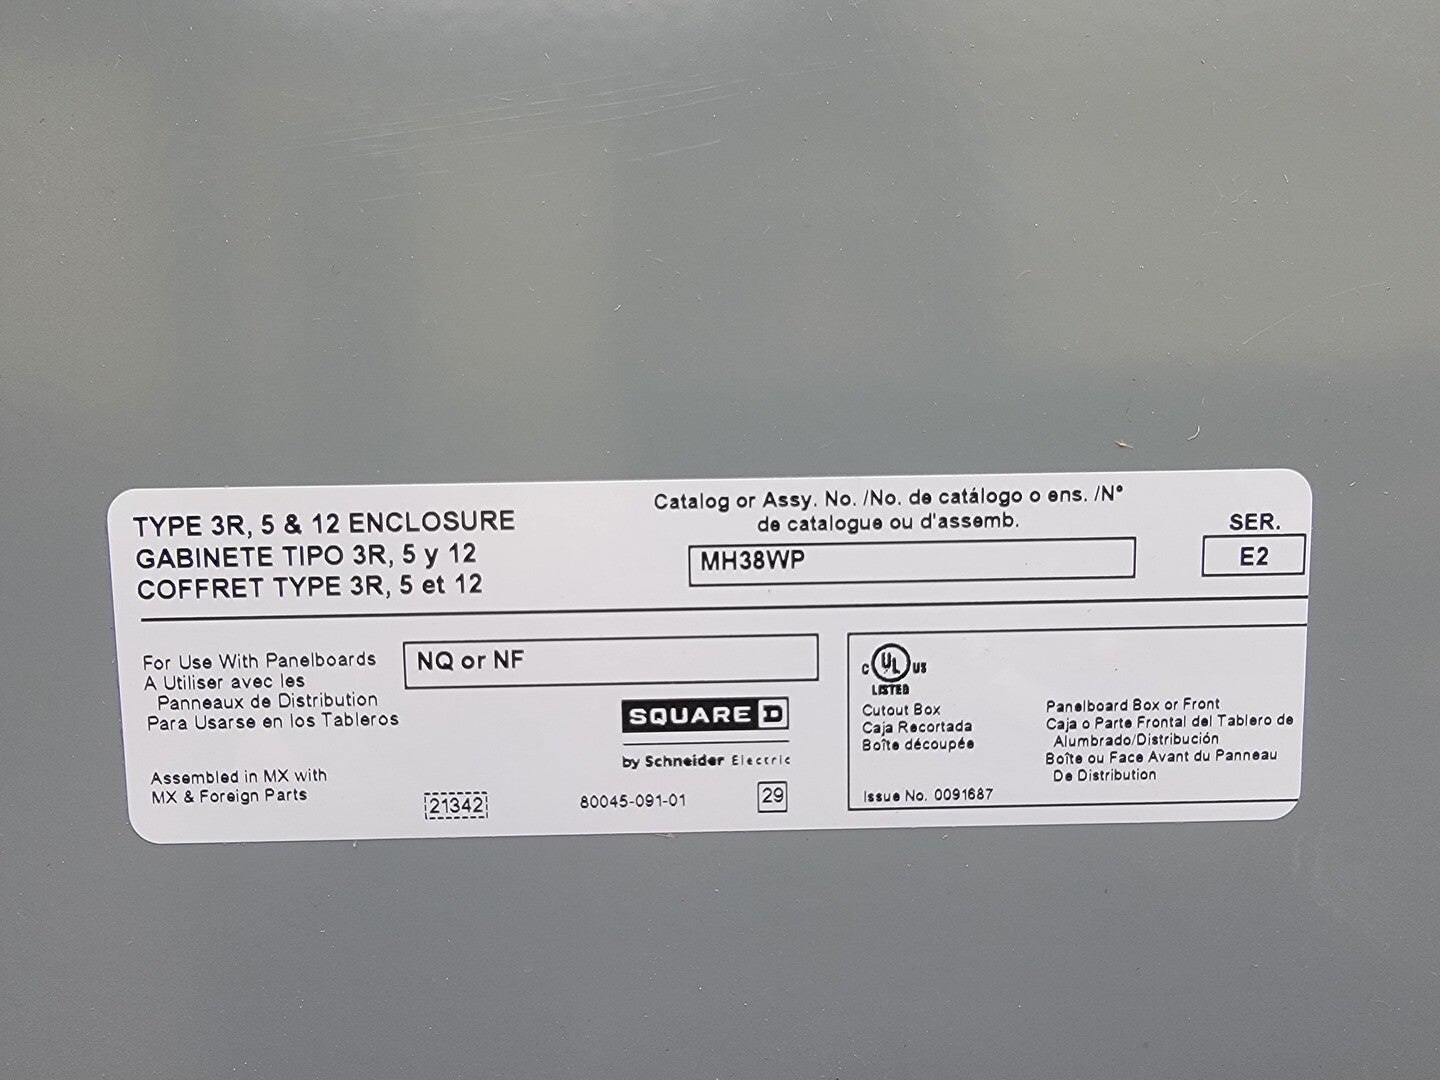 TYPE 3R, 5 & 12 ENCLOSURE
GABINETE TIPO 3R, 5 y 12
COFFRET TYPE 3R, 5 et 12
Catalog or Assy. No. /No. de catálogo o ens. /N°
de catalogue ou d'assemb.
MH38WP
SER.
E2
For Use With Panelboards
A Utiliser avec les
Panneaux de Distribution
Para Usarse en los Tableros
NQ or NF
SQUARE D
by Schneider Electric
Assembled in MX with
MX & Foreign Parts
21342
80045-091-01
29
C UL US
LISTED
Cutout Box
Caja Recortada
Boîte découpée
Issue No. 0091687
Panelboard Box or Front
Caja o Parte Frontal del Tablero de
Alumbrado/Distribución
Boîte ou Face Avant du Panneau
De Distribution